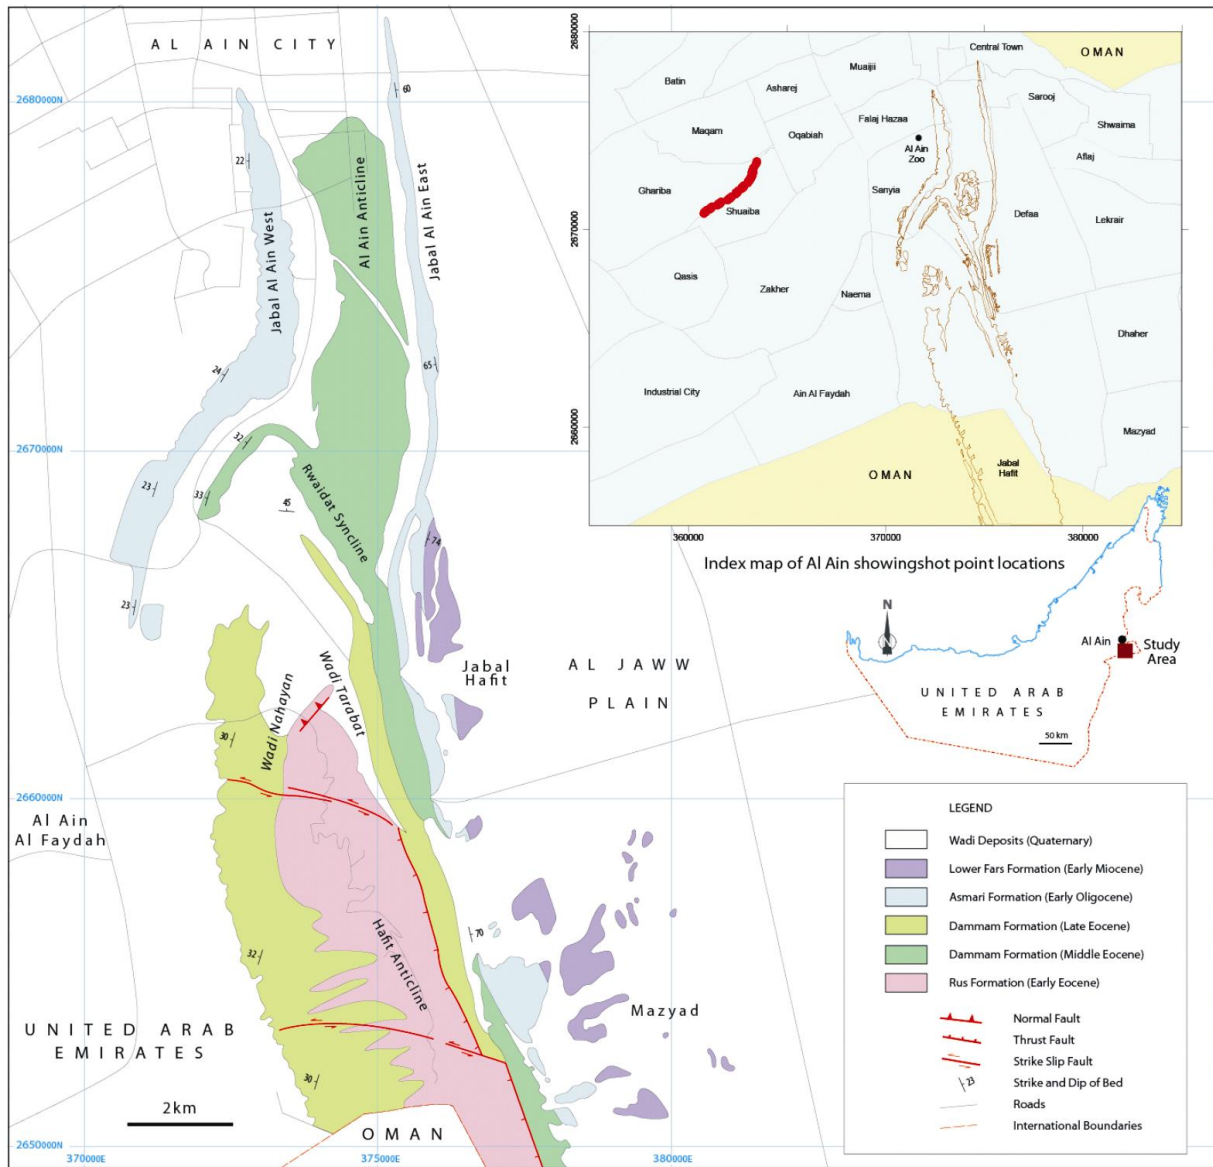 AL AIN CITY
2680000N
60
22
Al Ain Anticline
Jabal Al Ain East
Jabal Al Ain West
24
65
32
2670000N
23
33
45
Rwaidat Syncline
74
23
Jabal
Hafit
AL JAWW
PLAIN
Wadi Tarabat
Wadi Nahayan
30
2660000N
Al Ain
Al Faydah
70
32
Hafit Anticline
Mazyad
UNITED ARAB
EMIRATES
30
2km
OMAN
2650000N
370000E
375000E
380000E
2680000
2670000
2660000
Central Town
OMAN
Muaijii
Batin
Asharej
Sarooj
Maqam
Oqabiah
Falaj Hazaa
Shwaima
Al Ain
Zoo
Aflaj
Ghariba
Sanyia
Shuaiba
Defaa
Lekrair
Qasis
Zakher
Naema
Dhaher
Industrial City
Ain Al Faydah
Mazyad
OMAN
Jabal
Hafit
360000
370000
380000
Index map of Al Ain showingshot point locations
N
Al Ain
Study
Area
UNITED ARAB
EMIRATES
50 km
LEGEND
Wadi Deposits (Quaternary)
Lower Fars Formation (Early Miocene)
Asmari Formation (Early Oligocene)
Dammam Formation (Late Eocene)
Dammam Formation (Middle Eocene)
Rus Formation (Early Eocene)
Normal Fault
Thrust Fault
Strike Slip Fault
23
Strike and Dip of Bed
Roads
International Boundaries